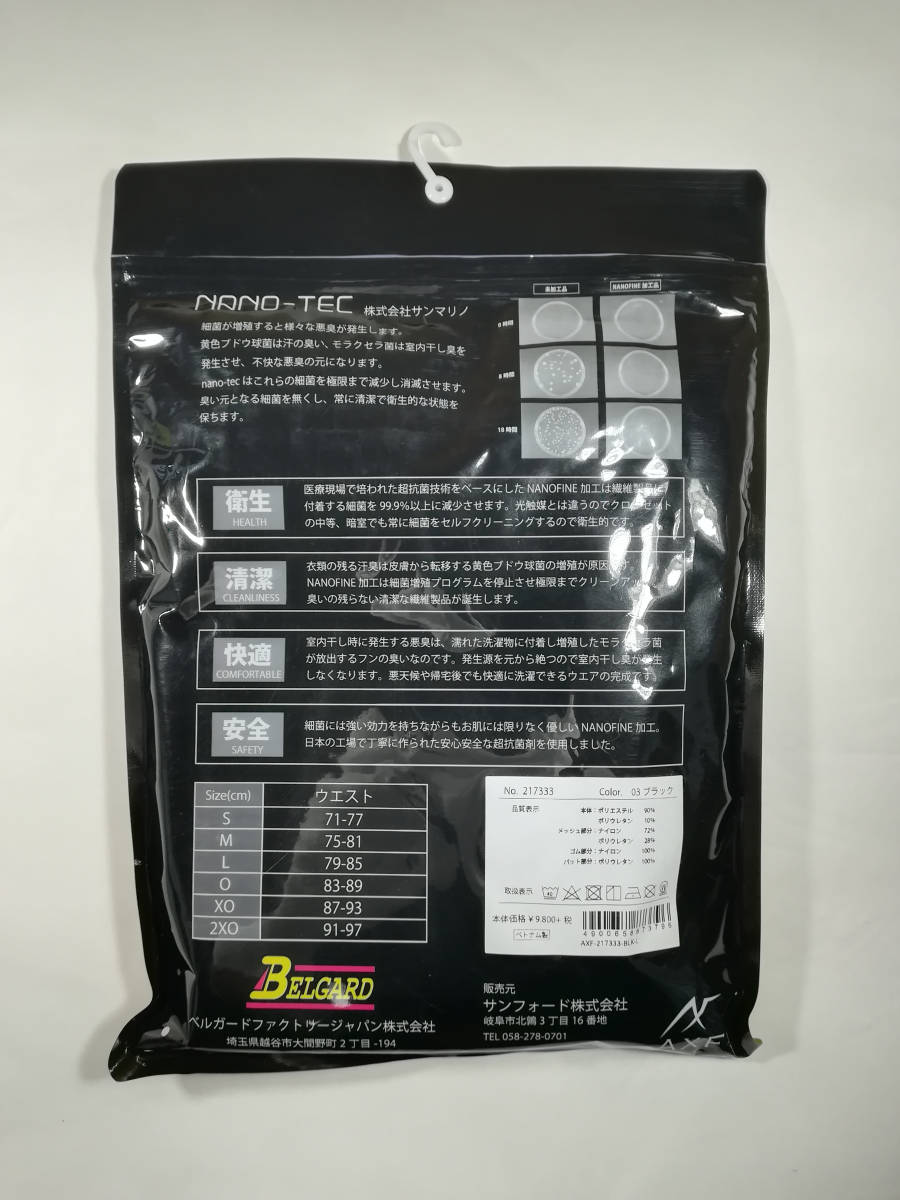 NANO-TEC 株式会社サンマリノ
細菌が増殖すると様々な悪臭が発生します。
黄色ブドウ球菌は汗の臭い、モラクセラ菌は室内干し臭を
発生させ、不快な悪臭の元になります。
nano-tec はこれらの細菌を極限まで減少し消滅させます。
臭い元となる細菌を無くし、常に清潔で衛生的な状態を
保ちます。
未加工品 NANOFINE 加工品
0 時間
8 時間
18 時間
衛生
HEALTH
医療現場で培われた超抗菌技術をベースにした NANOFINE 加工は繊維製品に
付着する細菌を 99.9%以上に減少させます。光触媒とは違うのでクローゼット
の中等、暗室でも常に細菌をセルフクリーニングするので衛生的です。
清潔
CLEANLINESS
衣類の残る汗臭は皮膚から転移する黄色ブドウ球菌の増殖が原因です。
NANOFINE 加工は細菌増殖プログラムを停止させ極限までクリーンアップ
臭いの残らない清潔な繊維製品が誕生します。
快適
COMFORTABLE
室内干し時に発生する悪臭は、濡れた洗濯物に付着し増殖したモラクセラ菌
が放出するフンの臭いなのです。発生源を元から絶つので室内干し臭が発生
しなくなります。悪天候や帰宅後でも快適に洗濯できるウエアの完成です。
安全
SAFETY
細菌には強い効力を持ちながらもお肌には限りなく優しい NANOFINE 加工。
日本の工場で丁寧に作られた安心安全な超抗菌剤を使用しました。
Size(cm) ウエスト
S 71-77
M 75-81
L 79-85
O 83-89
XO 87-93
2XO 91-97
No. 217333 Color. 03 ブラック
品質表示 本体：ポリエステル 90%
ポリウレタン 10%
メッシュ部分：ナイロン 72%
ポリウレタン 28%
ゴム部分：ナイロン 100%
パット部分：ポリウレタン 100%
取扱表示
本体価格 ¥ 9.800+ 税
ベトナム製
AXF-217333-BLK-L
BELGARD
ベルガードファクトリージャパン株式会社
埼玉県越谷市大間野町 2 丁目 -194
販売元
サンフォード株式会社
岐阜市北鶉 3 丁目 16 番地
TEL 058-278-0701
AXF